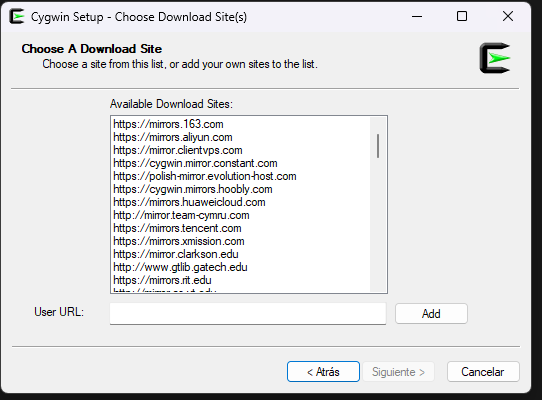 Cygwin Setup - Choose Download Site(s)
Choose A Download Site
Choose a site from this list, or add your own sites to the list.
Available Download Sites:
https://mirrors.163.com
https://mirrors.aliyun.com
https://mirror.clientvps.com
https://cygwin.mirror.constant.com
https://polish-mirror.evolution-host.com
https://cygwin.mirrors.hoobly.com
https://mirrors.huaweicloud.com
http://mirror.team-cymru.com
https://mirrors.tencent.com
https://mirrors.xmission.com
https://mirror.clarkson.edu
http://www.gtlib.gatech.edu
https://mirrors.rit.edu
User URL:
Add
< Atrás
Siguiente >
Cancelar